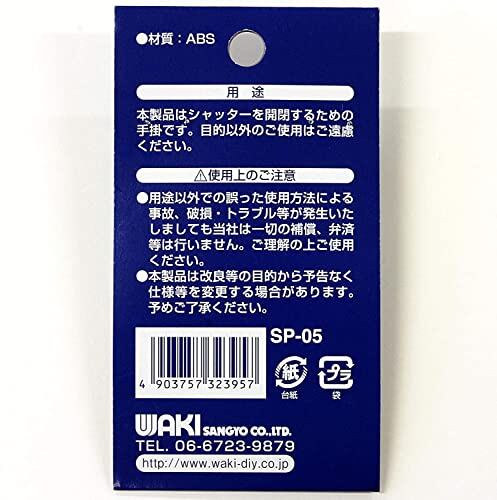 ●材質：ABS
用途
本製品はシャッターを開閉するための
手掛です。目的以外のご使用はご遠慮
ください。
⚠使用上のご注意
●用途以外での誤った使用方法による
事故、破損・トラブル等が発生いた
しましても当社は一切の補償、弁済
等は行いません。ご理解の上ご使用
ください。
●本製品は改良等の目的から予告なく
仕様等を変更する場合があります。
予めご了承ください。
SP-05
4 903757 323957
紙
台紙
プラ
袋
WAKI SANGYO CO.,LTD.
TEL. 06-6723-9879
http://www.waki-diy.co.jp